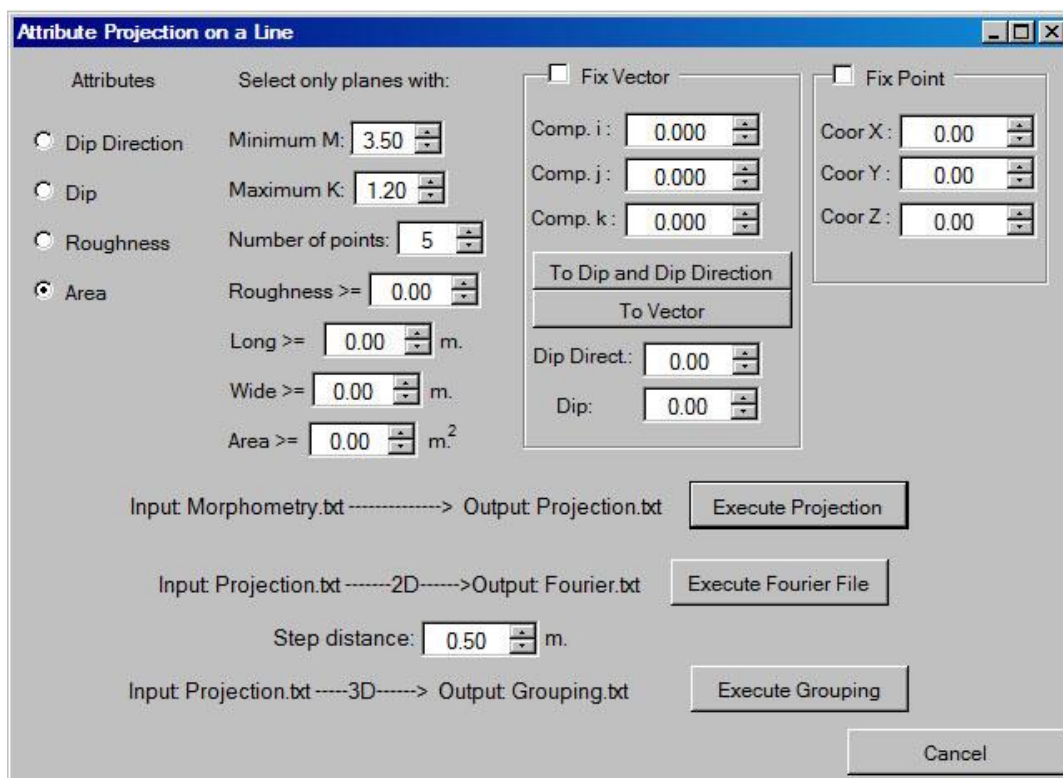 Attribute Projection on a Line
Attributes
Dip Direction
Dip
Roughness
Area
Select only planes with:
Minimum M: 3.50
Maximum K: 1.20
Number of points: 5
Roughness >= 0.00
Long >= 0.00 m.
Wide >= 0.00 m.
Area >= 0.00 m.²
Fix Vector
Comp. i : 0.000
Comp. j : 0.000
Comp. k : 0.000
To Dip and Dip Direction
To Vector
Dip Direct.: 0.00
Dip: 0.00
Fix Point
Coor X : 0.00
Coor Y : 0.00
Coor Z : 0.00
Input: Morphometry.txt --------------> Output: Projection.txt Execute Projection
Input: Projection.txt -------2D------>Output: Fourier.txt Execute Fourier File
Step distance: 0.50 m.
Input: Projection.txt -----3D------> Output: Grouping.txt Execute Grouping
Cancel